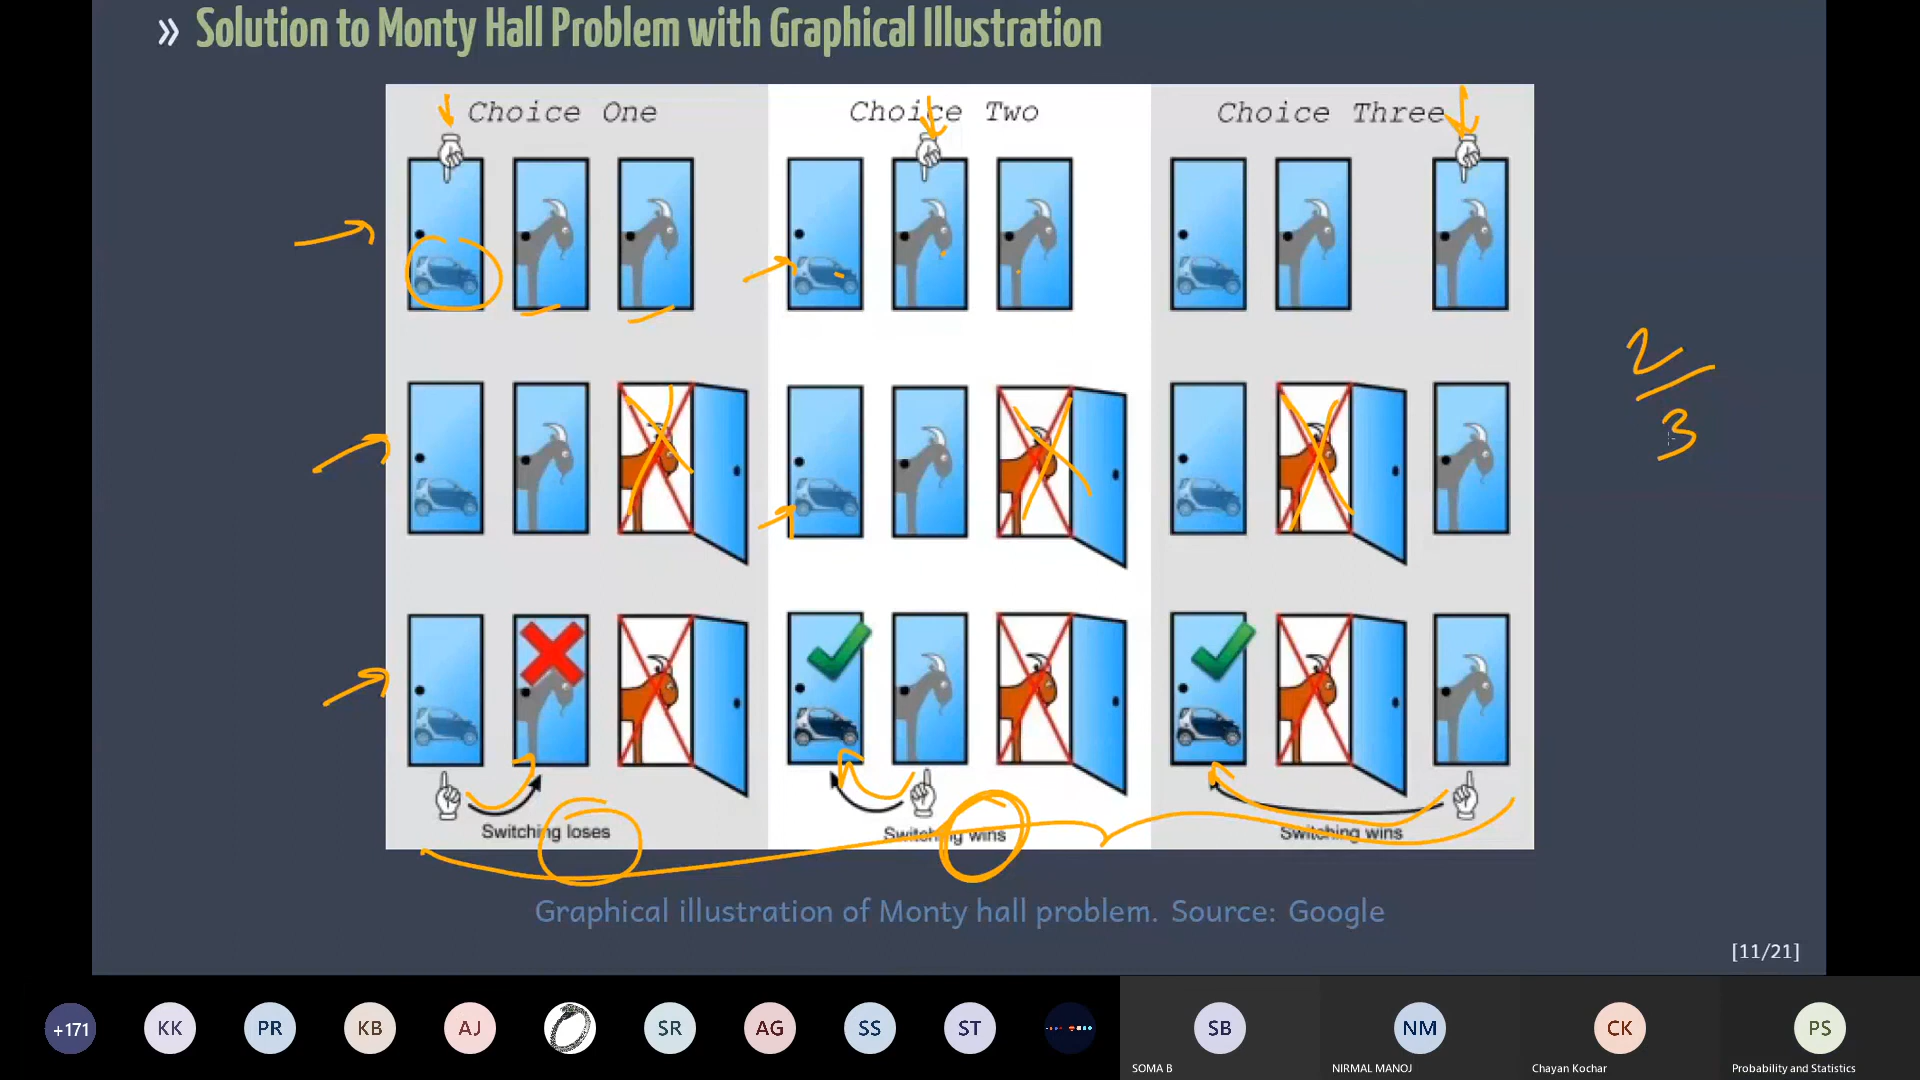 » Solution to Monty Hall Problem with Graphical Illustration
Choice One
Choice Two
Choice Three
2/3
Switching loses
Switching wins
Switching wins
Graphical illustration of Monty hall problem. Source: Google
[11/21]
+171
KK
PR
KB
AJ
SR
AG
SS
ST
SB
NM
CK
PS
SOMA B
NIRMAL MANOJ
Chayan Kochar
Probability and Statistics